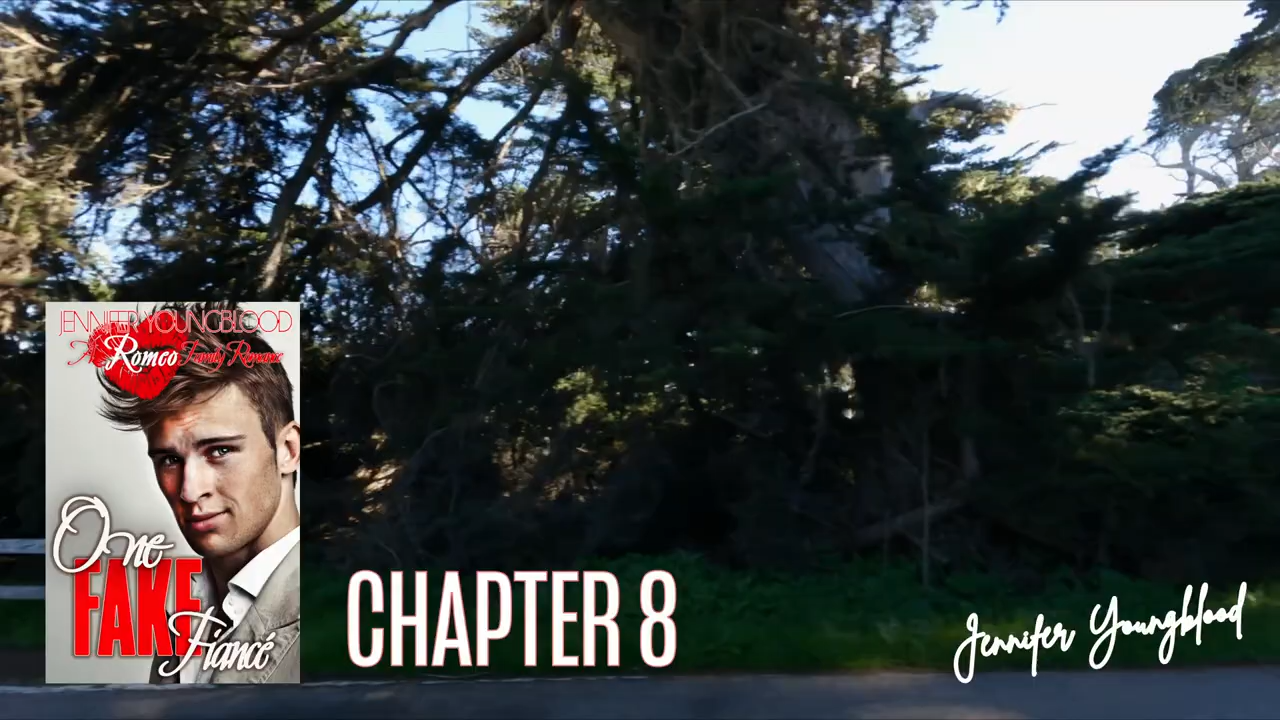 JENNIFER YOUNGBLOOD
A Romeo Family Romance
One
FAKE
Fiancé
CHAPTER 8
Jennifer Youngblood